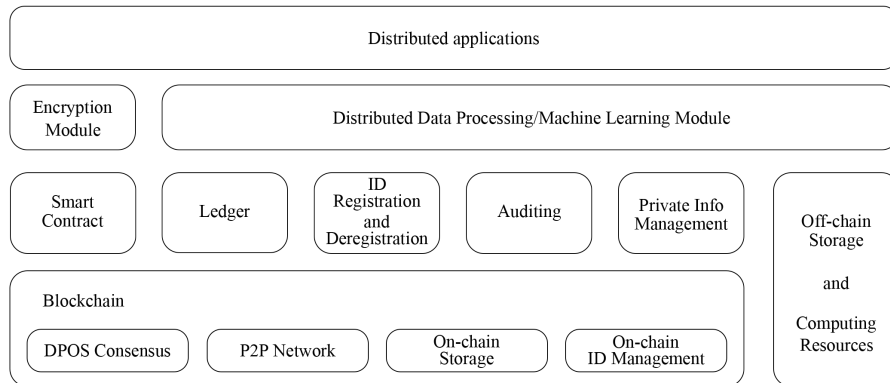 Distributed applications
Encryption
Module
Distributed Data Processing/Machine Learning Module
Smart
Contract
Ledger
ID
Registration
and
Deregistration
Auditing
Private Info
Management
Off-chain
Storage
and
Computing
Resources
Blockchain
DPOS Consensus
P2P Network
On-chain
Storage
On-chain
ID Management